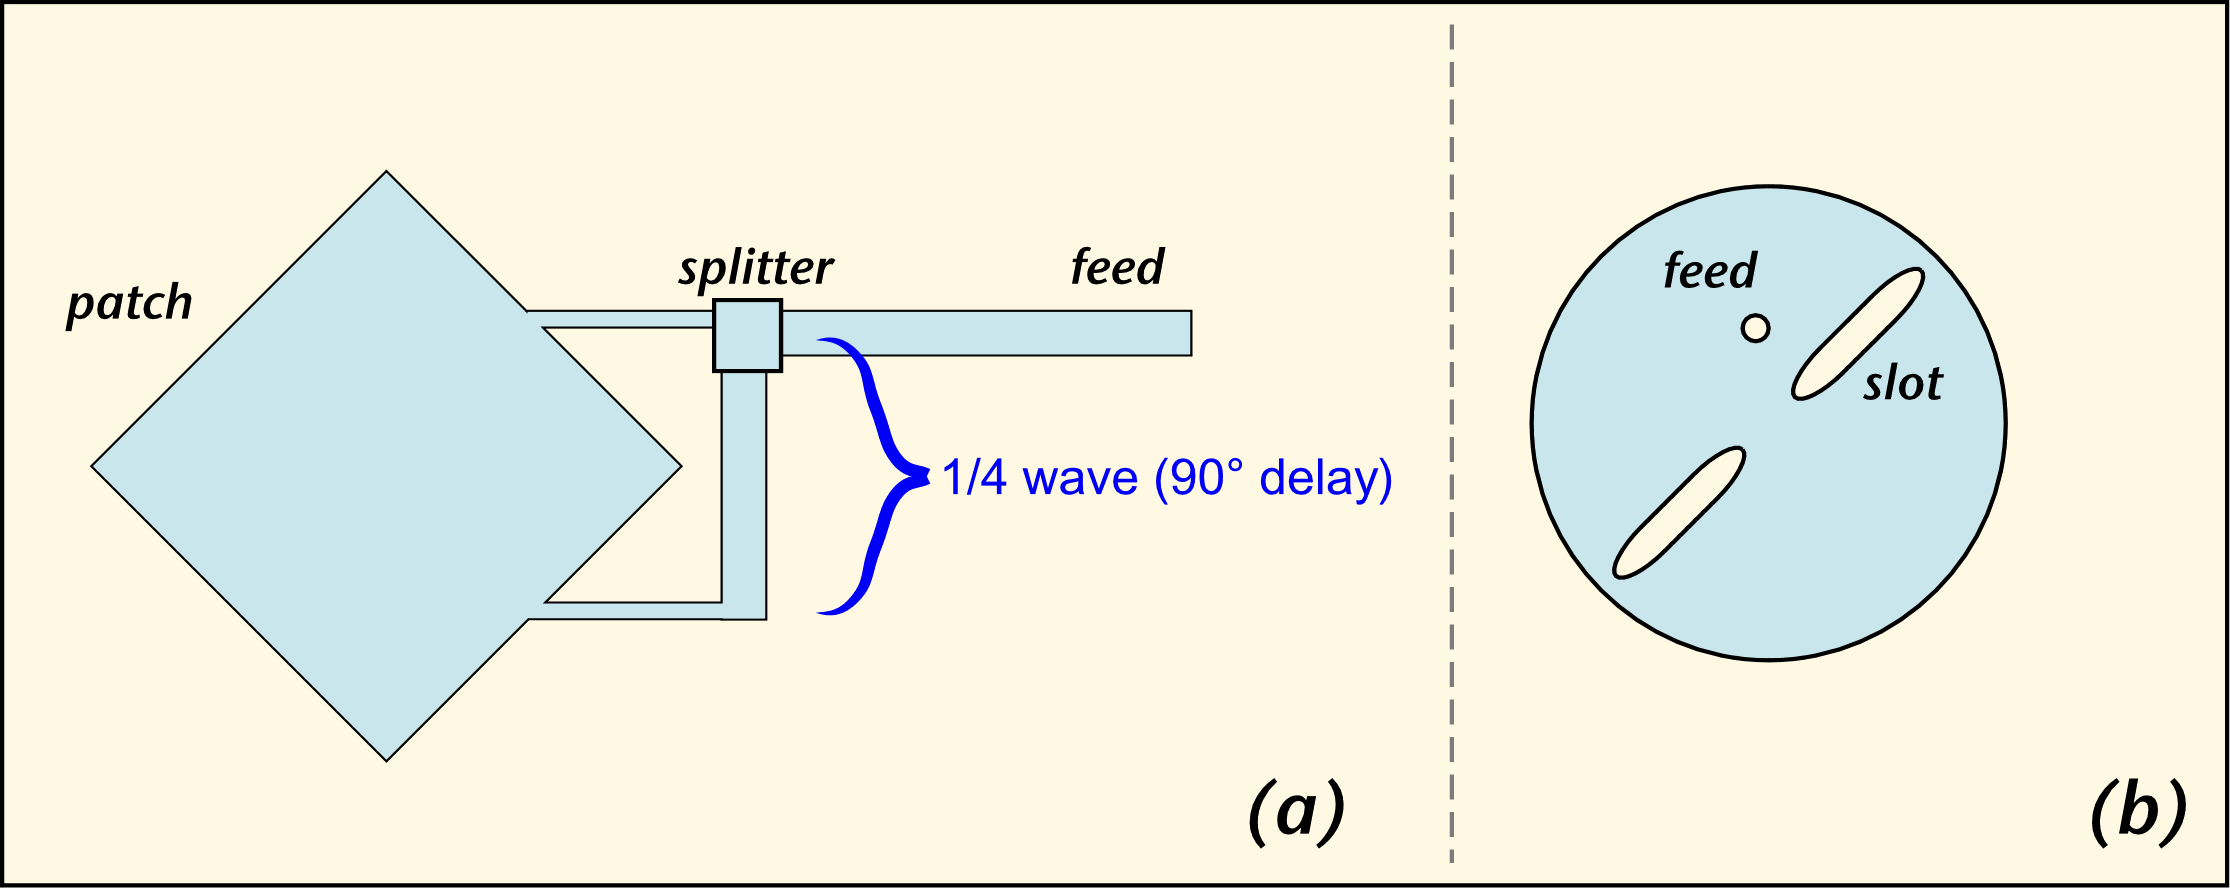 patch
splitter
feed
1/4 wave (90° delay)
(a)
feed
slot
(b)